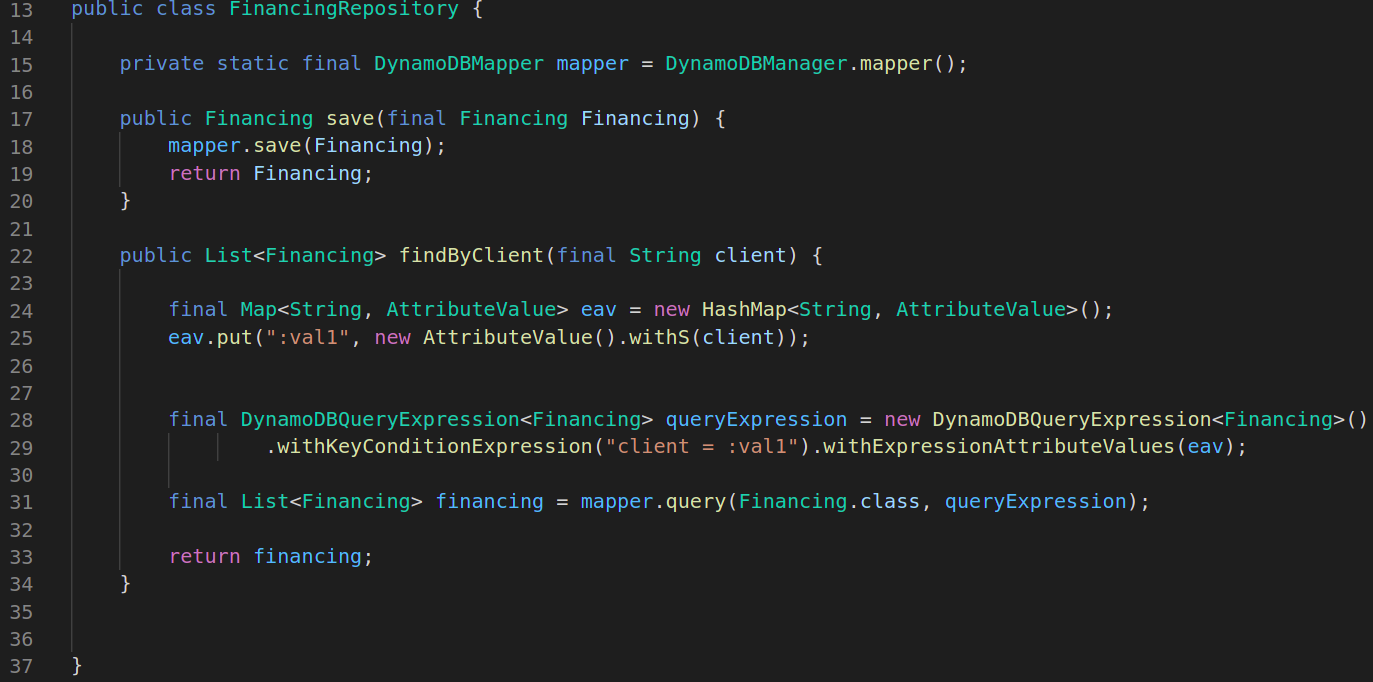 13 public class FinancingRepository {
14
15 private static final DynamoDBMapper mapper = DynamoDBManager.mapper();
16
17 public Financing save(final Financing Financing) {
18 mapper.save(Financing);
19 return Financing;
20 }
21
22 public List<Financing> findByClient(final String client) {
23
24 final Map<String, AttributeValue> eav = new HashMap<String, AttributeValue>();
25 eav.put(":val1", new AttributeValue().withS(client));
26
27
28 final DynamoDBQueryExpression<Financing> queryExpression = new DynamoDBQueryExpression<Financing>()
29 .withKeyConditionExpression("client = :val1").withExpressionAttributeValues(eav);
30
31 final List<Financing> financing = mapper.query(Financing.class, queryExpression);
32
33 return financing;
34 }
35
36
37 }